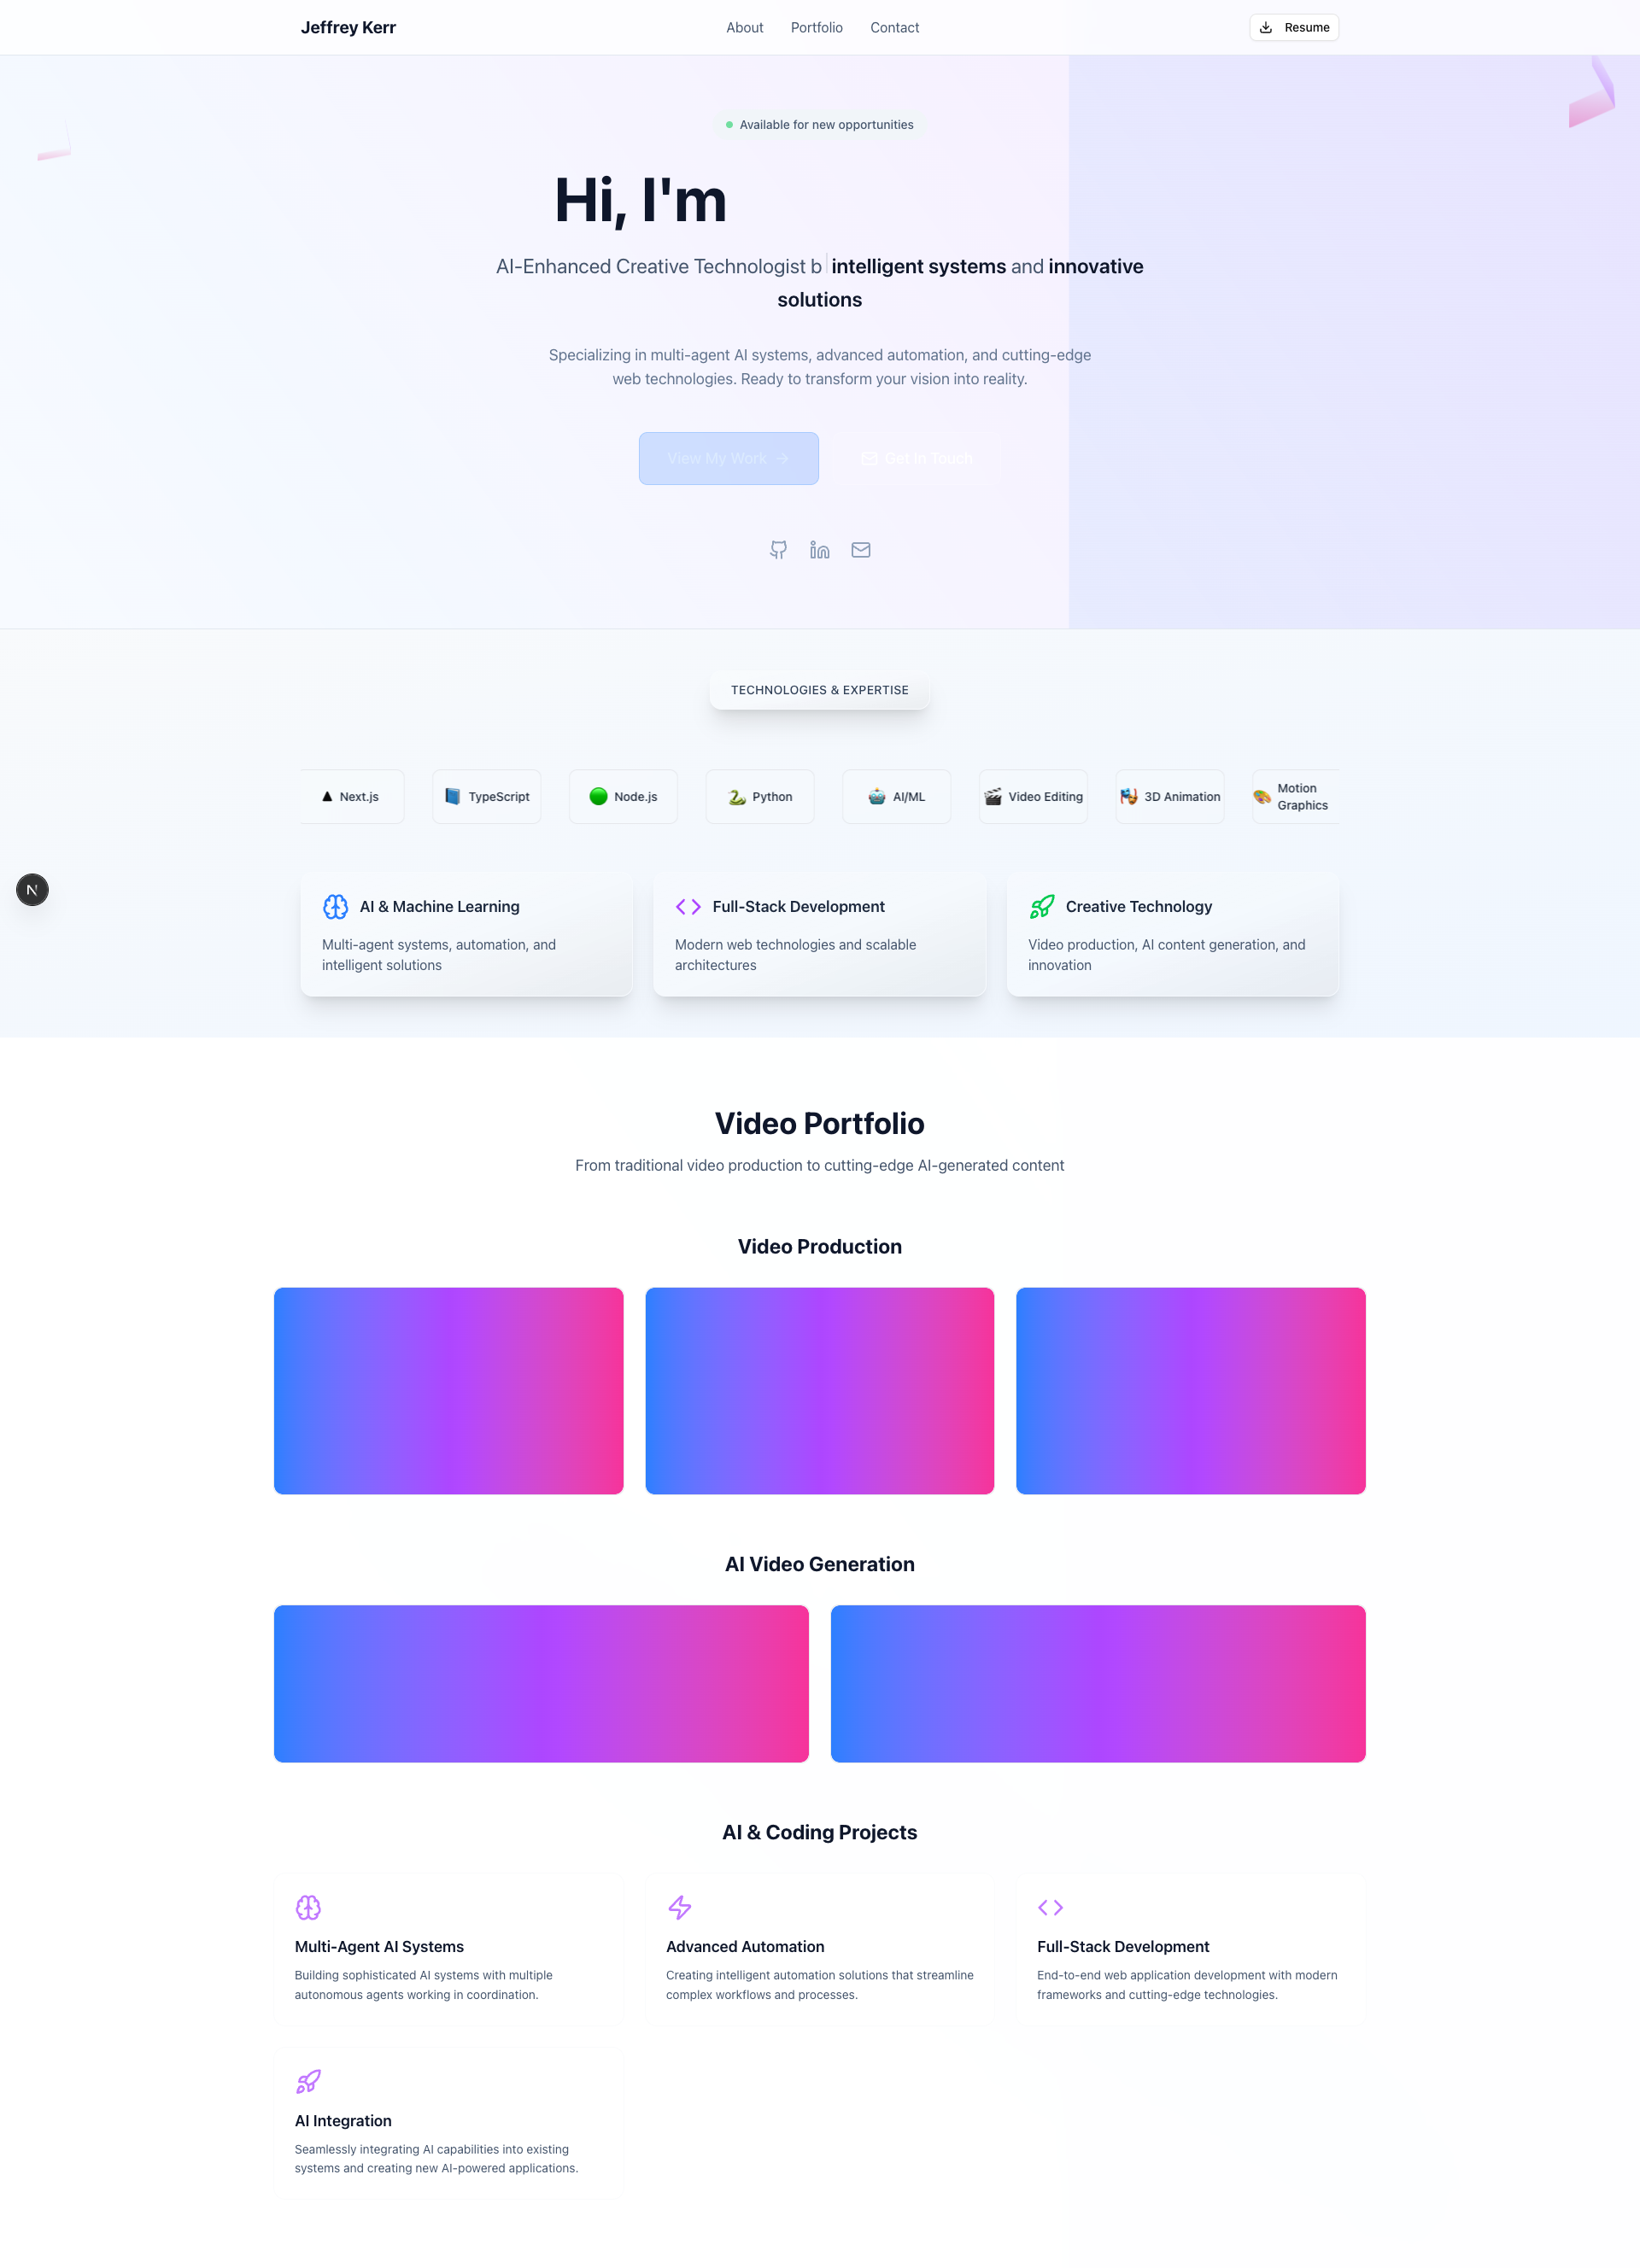 Jeffrey Kerr
About Portfolio Contact
Resume
Available for new opportunities
Hi, I'm
AI-Enhanced Creative Technologist b intelligent systems and innovative
solutions
Specializing in multi-agent AI systems, advanced automation, and cutting-edge
web technologies. Ready to transform your vision into reality.
View My Work
Get In Touch
TECHNOLOGIES & EXPERTISE
Next.js
TypeScript
Node.js
Python
AI/ML
Video Editing
3D Animation
Motion
Graphics
N
AI & Machine Learning
Multi-agent systems, automation, and
intelligent solutions
Full-Stack Development
Modern web technologies and scalable
architectures
Creative Technology
Video production, AI content generation, and
innovation
Video Portfolio
From traditional video production to cutting-edge AI-generated content
Video Production
AI Video Generation
AI & Coding Projects
Multi-Agent AI Systems
Building sophisticated AI systems with multiple
autonomous agents working in coordination.
Advanced Automation
Creating intelligent automation solutions that streamline
complex workflows and processes.
Full-Stack Development
End-to-end web application development with modern
frameworks and cutting-edge technologies.
AI Integration
Seamlessly integrating AI capabilities into existing
systems and creating new AI-powered applications.